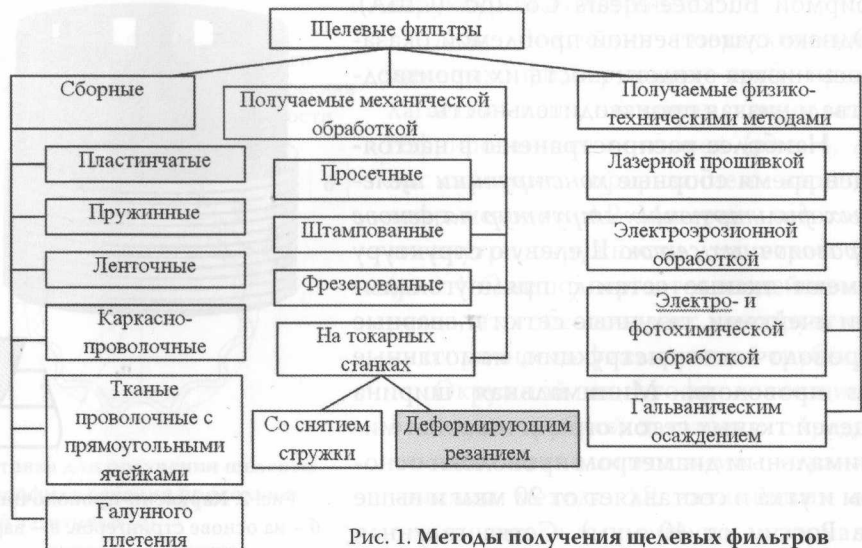 Щелевые фильтры
Сборные
Пластинчатые
Пружинные
Ленточные
Каркасно-
проволочные
Тканые
проволочные с
прямоугольными
ячейками
Галунного
плетения
Получаемые механической
обработкой
Просечные
Штампованные
Фрезерованные
На токарных
станках
Со снятием
стружки
Деформирующим
резанием
Получаемые физико-
техническими методами
Лазерной прошивкой
Электроэрозионной
обработкой
Электро- и
фотохимической
обработкой
Гальваническим
осаждением
Рис. 1. Методы получения щелевых фильтров